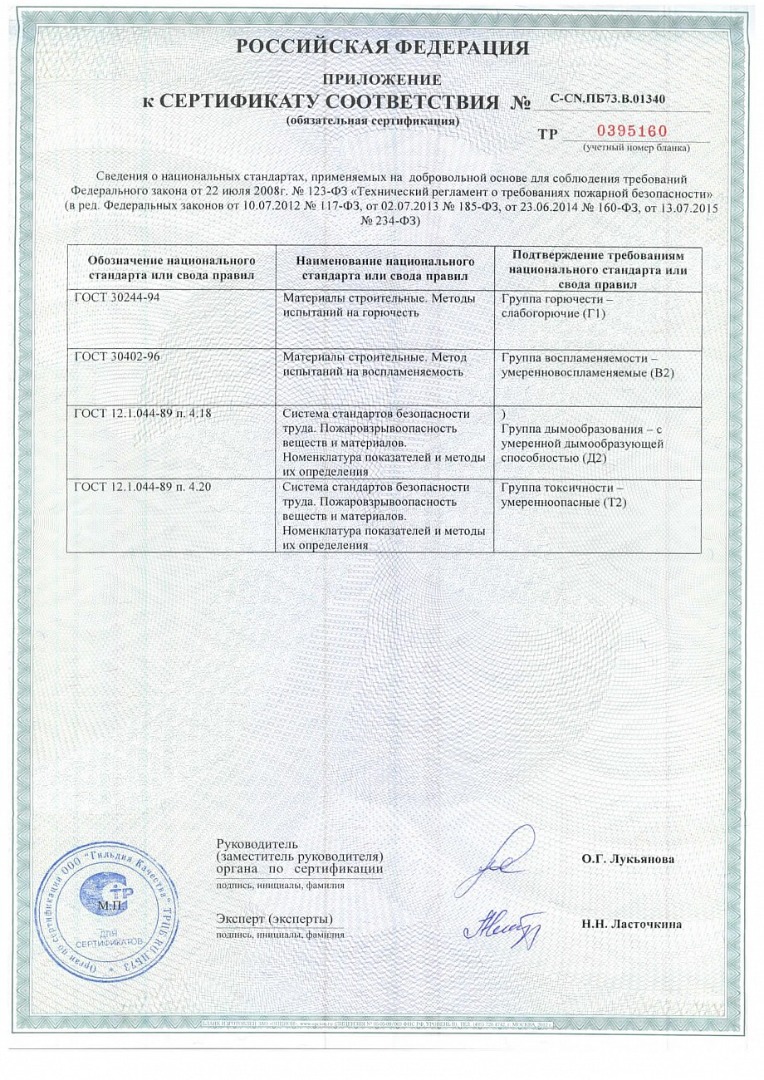 РОССИЙСКАЯ ФЕДЕРАЦИЯ
ПРИЛОЖЕНИЕ
к СЕРТИФИКАТУ СООТВЕТСТВИЯ № C-CN.ПБ73.В.01340
(обязательная сертификация)
ТР 0395160
(учетный номер бланка)
Сведения о национальных стандартах, применяемых на добровольной основе для соблюдения требований
Федерального закона от 22 июля 2008г. № 123-ФЗ «Технический регламент о требованиях пожарной безопасности»
(в ред. Федеральных законов от 10.07.2012 № 117-ФЗ, от 02.07.2013 № 185-ФЗ, от 23.06.2014 № 160-ФЗ, от 13.07.2015
№ 234-ФЗ)
Обозначение национального
стандарта или свода правил
Наименование национального
стандарта или свода правил
Подтверждение требованиям
национального стандарта или
свода правил
ГОСТ 30244-94
Материалы строительные. Методы
испытаний на горючесть
Группа горючести –
слабогорючие (Г1)
ГОСТ 30402-96
Материалы строительные. Метод
испытаний на воспламеняемость
Группа воспламеняемости –
умеренновоспламеняемые (В2)
ГОСТ 12.1.044-89 п. 4.18
Система стандартов безопасности
труда. Пожаровзрывоопасность
веществ и материалов.
Номенклатура показателей и методы
их определения
)
Группа дымообразования – с
умеренной дымообразующей
способностью (Д2)
ГОСТ 12.1.044-89 п. 4.20
Система стандартов безопасности
труда. Пожаровзрывоопасность
веществ и материалов.
Номенклатура показателей и методы
их определения
Группа токсичности –
умеренноопасные (Т2)
Руководитель
(заместитель руководителя)
органа по сертификации
подпись, инициалы, фамилия
О.Г. Лукьянова
Эксперт (эксперты)
подпись, инициалы, фамилия
Н.Н. Ласточкина
Орган по сертификации ООО "Гильдия Качества" * ТРПБ.RU.ПБ73 *
М.П.
ДЛЯ
СЕРТИФИКАТОВ